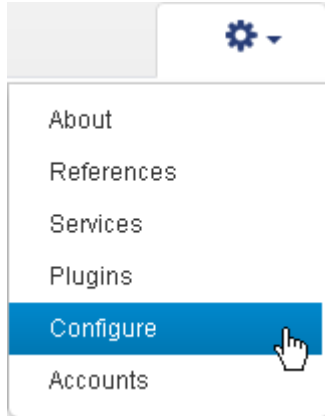 About
References
Services
Plugins
Configure
Accounts